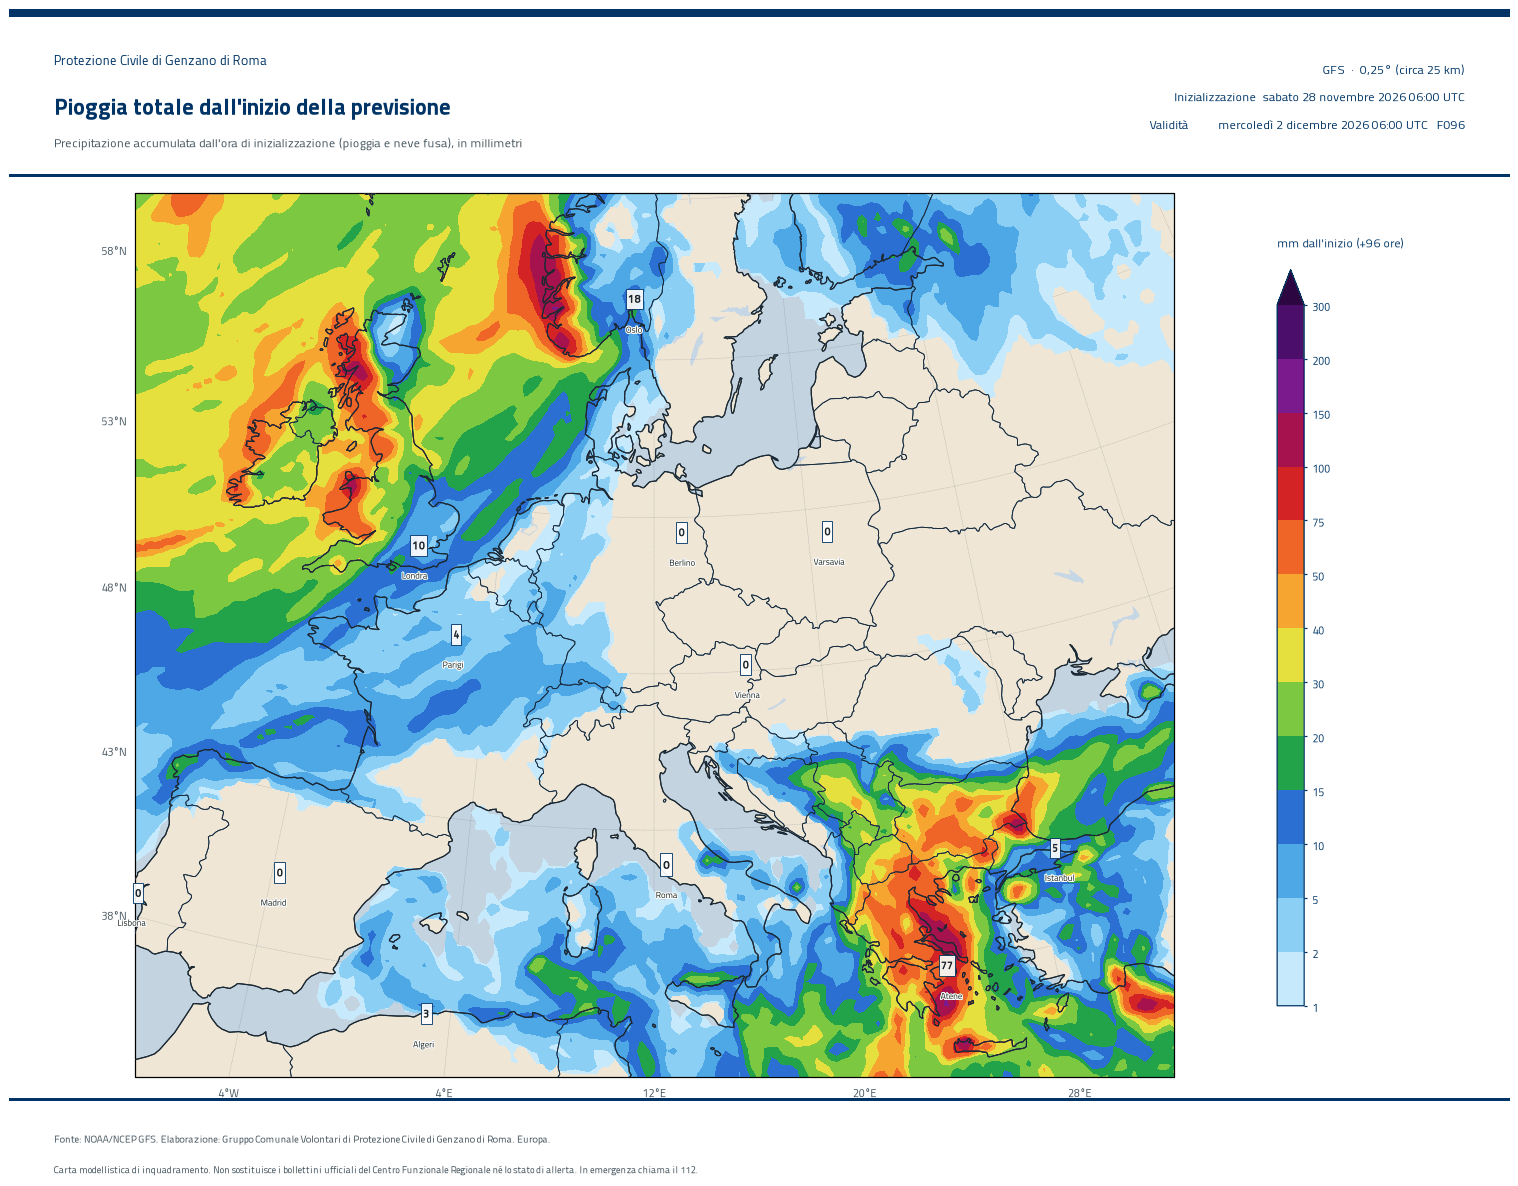 Protezione Civile di Genzano di Roma
Pioggia totale dall'inizio della previsione
Precipitazione accumulata dall'ora di inizializzazione (pioggia e neve fusa), in millimetri
GFS · 0,25° (circa 25 km)
Inizializzazione sabato 28 novembre 2026 06:00 UTC
Validità mercoledì 2 dicembre 2026 06:00 UTC F096
mm dall'inizio (+96 ore)
300
200
150
100
75
50
40
30
20
15
10
5
2
1
58°N
53°N
48°N
43°N
38°N
4°W
4°E
12°E
20°E
28°E
18
Oslo
10
Londra
0
Berlino
0
Varsavia
4
Parigi
0
Vienna
0
Madrid
0
Lisbona
0
Roma
5
Istanbul
77
Atene
3
Algeri
Fonte: NOAA/NCEP GFS. Elaborazione: Gruppo Comunale Volontari di Protezione Civile di Genzano di Roma. Europa.
Carta modellistica di inquadramento. Non sostituisce i bollettini ufficiali del Centro Funzionale Regionale né lo stato di allerta. In emergenza chiama il 112.